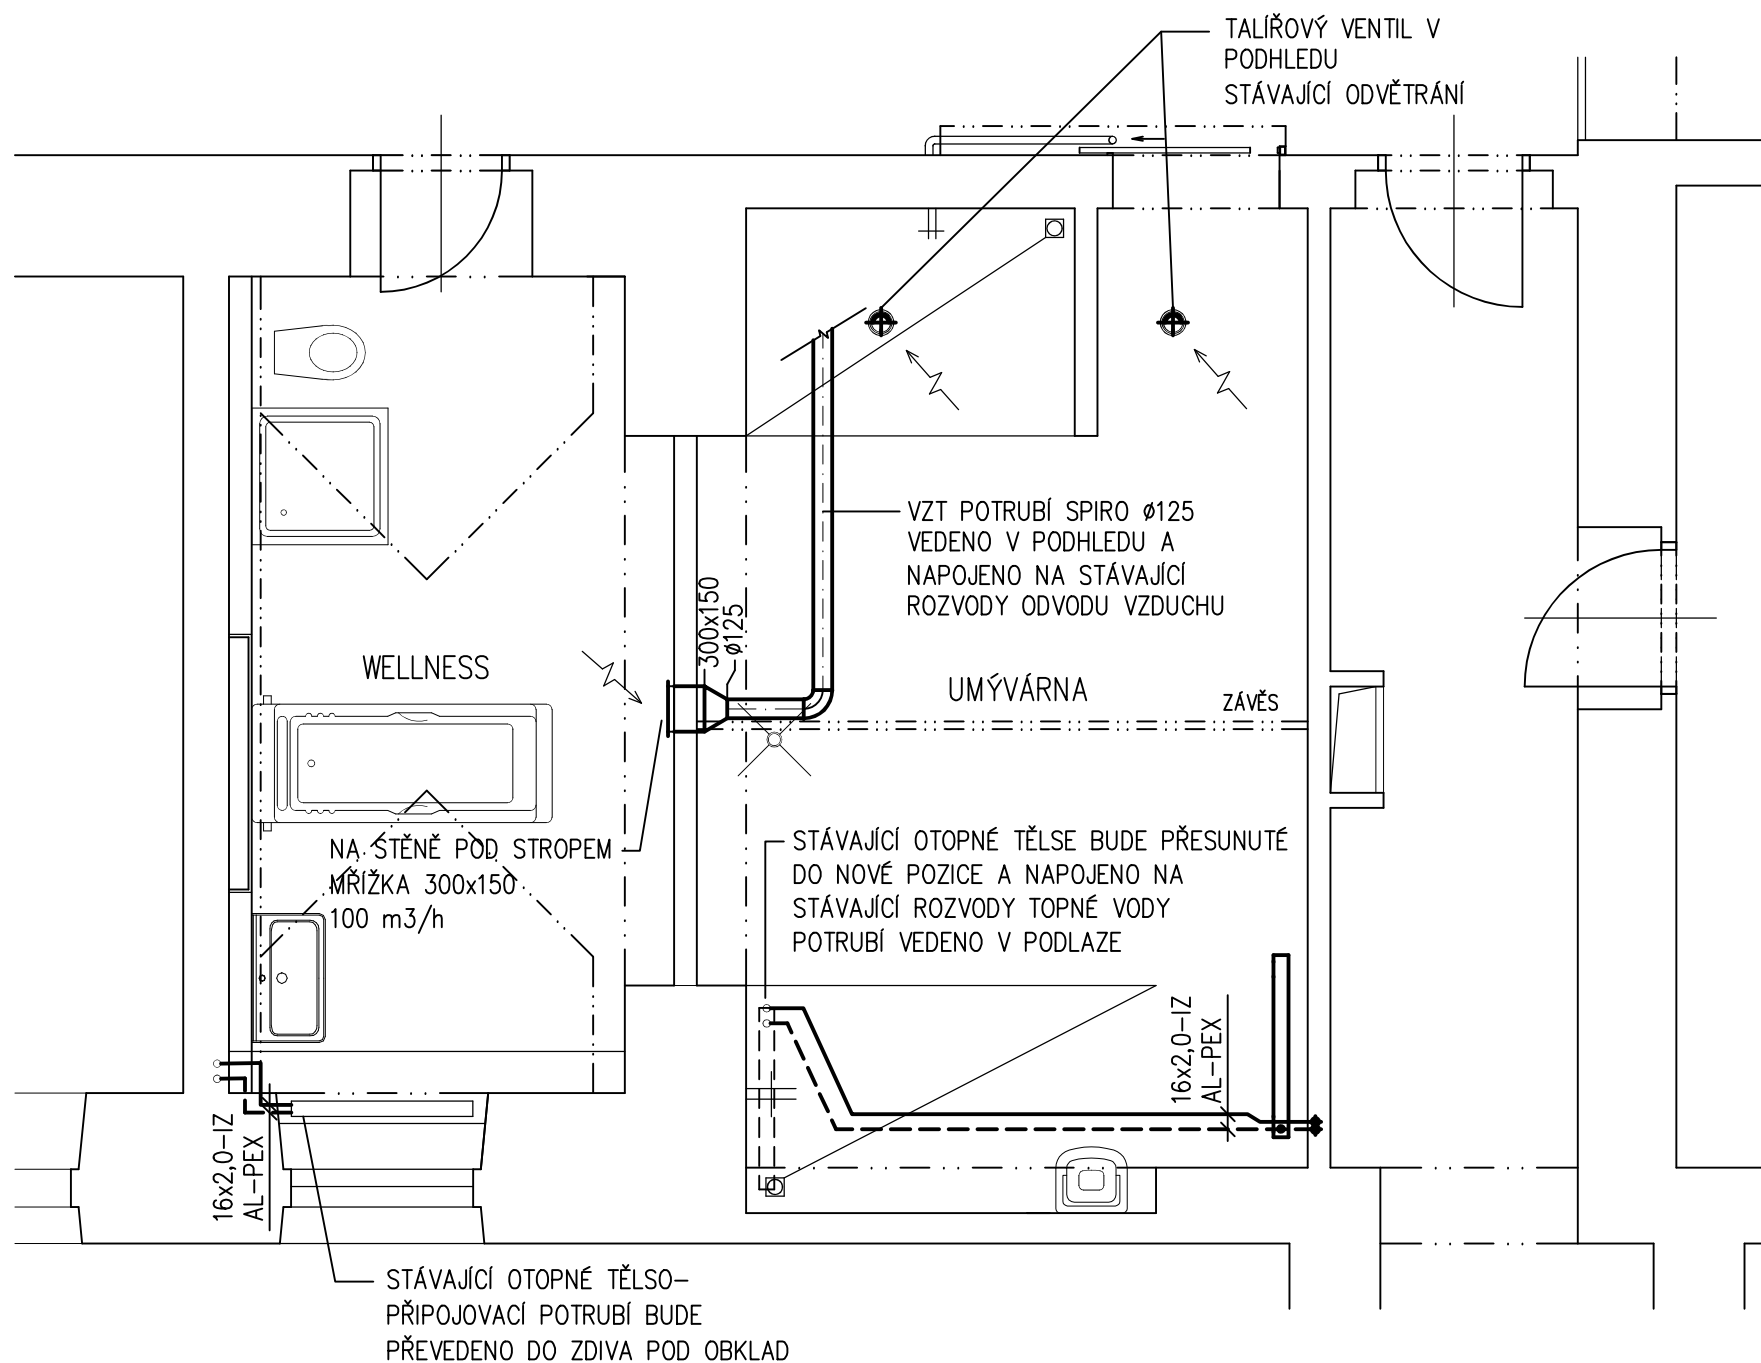 TALÍŘOVÝ VENTIL V
PODHLEDU
STÁVAJÍCÍ ODVĚTRÁNÍ
VZT POTRUBÍ SPIRO ø125
VEDENO V PODHLEDU A
NAPOJENO NA STÁVAJÍCÍ
ROZVODY ODVODU VZDUCHU
300x150
ø125
WELLNESS
UMÝVÁRNA
ZÁVĚS
NA STĚNĚ POD STROPEM
MŘÍŽKA 300x150
100 m3/h
STÁVAJÍCÍ OTOPNÉ TĚLSE BUDE PŘESUNUTÉ
DO NOVÉ POZICE A NAPOJENO NA
STÁVAJÍCÍ ROZVODY TOPNÉ VODY
POTRUBÍ VEDENO V PODLAZE
16x2,0-IZ
AL-PEX
16x2,0-IZ
AL-PEX
STÁVAJÍCÍ OTOPNÉ TĚLSO-
PŘIPOJOVACÍ POTRUBÍ BUDE
PŘEVEDENO DO ZDIVA POD OBKLAD